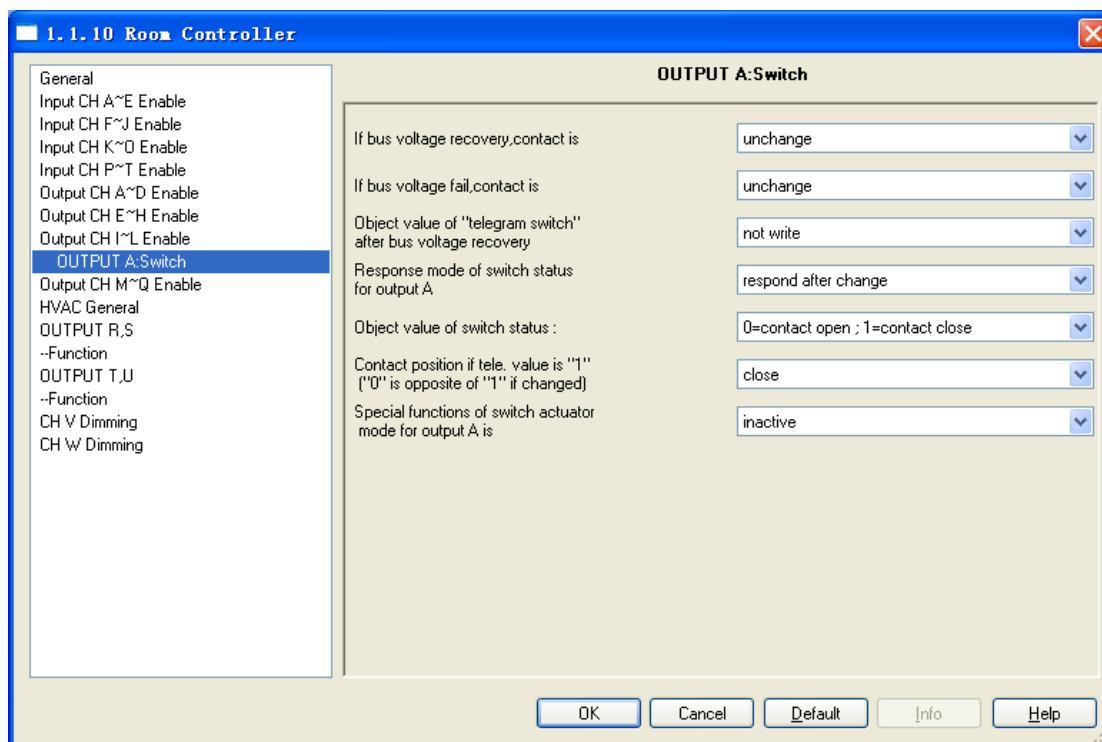 1.1.10 Room Controller
General
Input CH A~E Enable
Input CH F~J Enable
Input CH K~O Enable
Input CH P~T Enable
Output CH A~D Enable
Output CH E~H Enable
Output CH I~L Enable
OUTPUT A:Switch
Output CH M~Q Enable
HVAC General
OUTPUT R,S
--Function
OUTPUT T,U
--Function
CH V Dimming
CH W Dimming
OUTPUT A:Switch
If bus voltage recovery,contact is
unchange
If bus voltage fail,contact is
unchange
Object value of "telegram switch"
after bus voltage recovery
not write
Response mode of switch status
for output A
respond after change
Object value of switch status :
0=contact open ; 1=contact close
Contact position if tele. value is "1"
("0" is opposite of "1" if changed)
close
Special functions of switch actuator
mode for output A is
inactive
OK
Cancel
Default
Info
Help